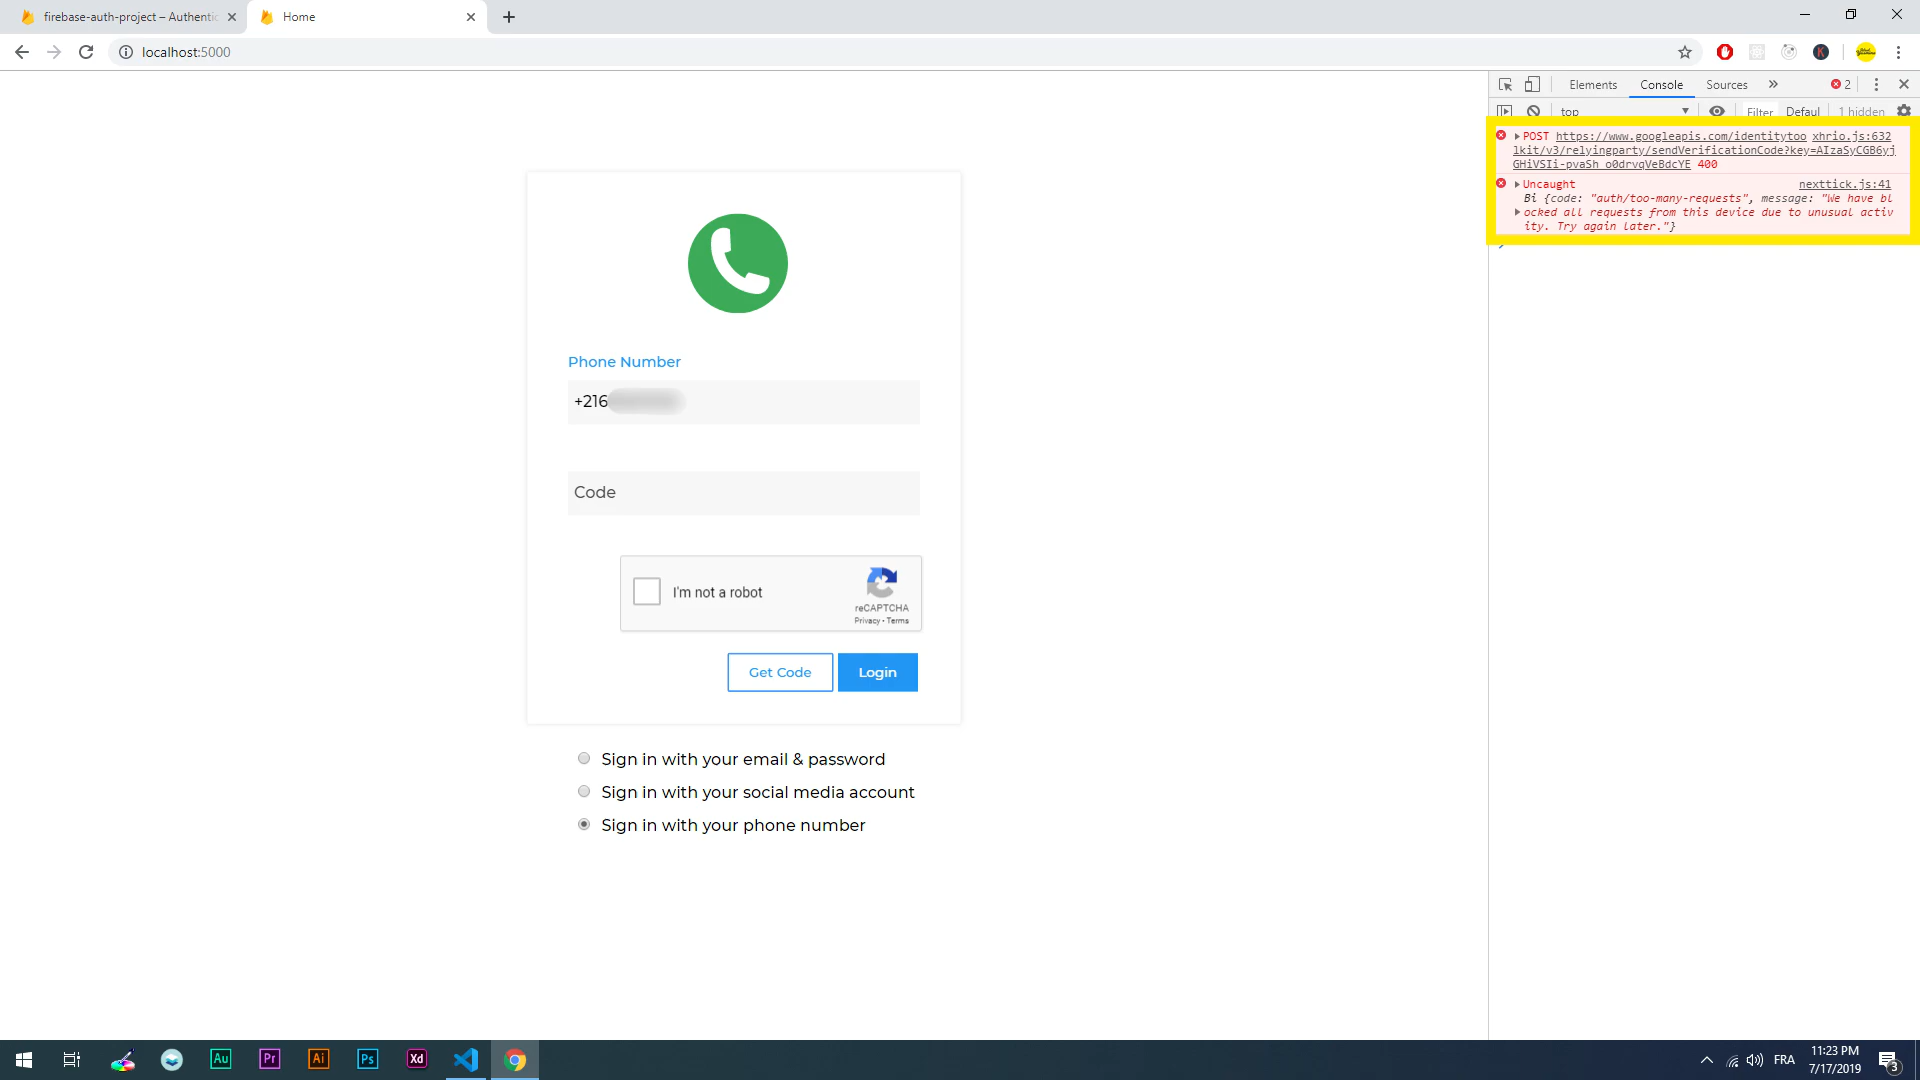 firebase-auth-project – Authentic
Home
localhost:5000
Elements Console Sources 2
top Filter Defaul 1 hidden
POST https://www.googleapis.com/identitytoo xhrio.js:632
lkit/v3/relyingparty/sendVerificationCode?key=AIzaSyCGB6yj
GHiVSIi-pvaSh_o0drvqVeBdcYE 400
Uncaught nexttick.js:41
Bi {code: "auth/too-many-requests", message: "We have bl
ocked all requests from this device due to unusual activ
ity. Try again later."}
Phone Number
+216
Code
I'm not a robot
reCAPTCHA
Privacy - Terms
Get Code Login
Sign in with your email & password
Sign in with your social media account
Sign in with your phone number
Au Pr Ai Ps Xd
FRA
11:23 PM
7/17/2019
3